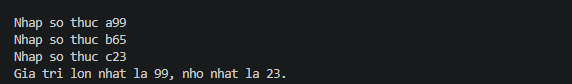 Nhap so thuc a99
Nhap so thuc b65
Nhap so thuc c23
Gia tri lon nhat la 99, nho nhat la 23.